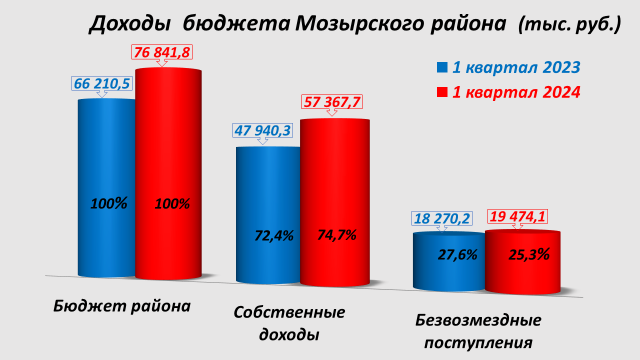 Доходы бюджета Мозырского района (тыс. руб.)
76 841,8
66 210,5
1 квартал 2023
1 квартал 2024
57 367,7
47 940,3
18 270,2
19 474,1
100%
100%
72,4%
74,7%
27,6%
25,3%
Бюджет района
Собственные
доходы
Безвозмездные
поступления